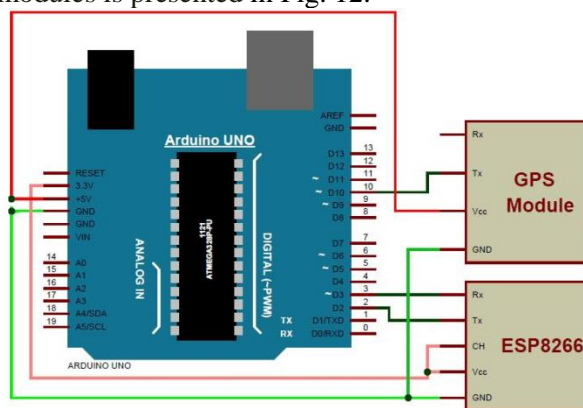 modules is presented in Fig. 12.
Arduino UNO
AREF
GND
RESET
3.3V
+5V
GND
GND
VIN
14 A0
15 A1
16 A2
17 A3
18 A4/SDA
19 A5/SCL
ANALOG IN
1121
ATMEGA328P-PU
DIGITAL (~PWM)
D13 13
D12 12
~ D11 11
~ D10 10
~ D9 9
D8 8
D7 7
~ D6 6
~ D5 5
D4 4
~ D3 3
D2 2
TX D1/TXD 1
RX D0/RXD 0
ARDUINO UNO
Rx
Tx
Vcc
GND
GPS
Module
Rx
Tx
CH
Vcc
GND
ESP8266